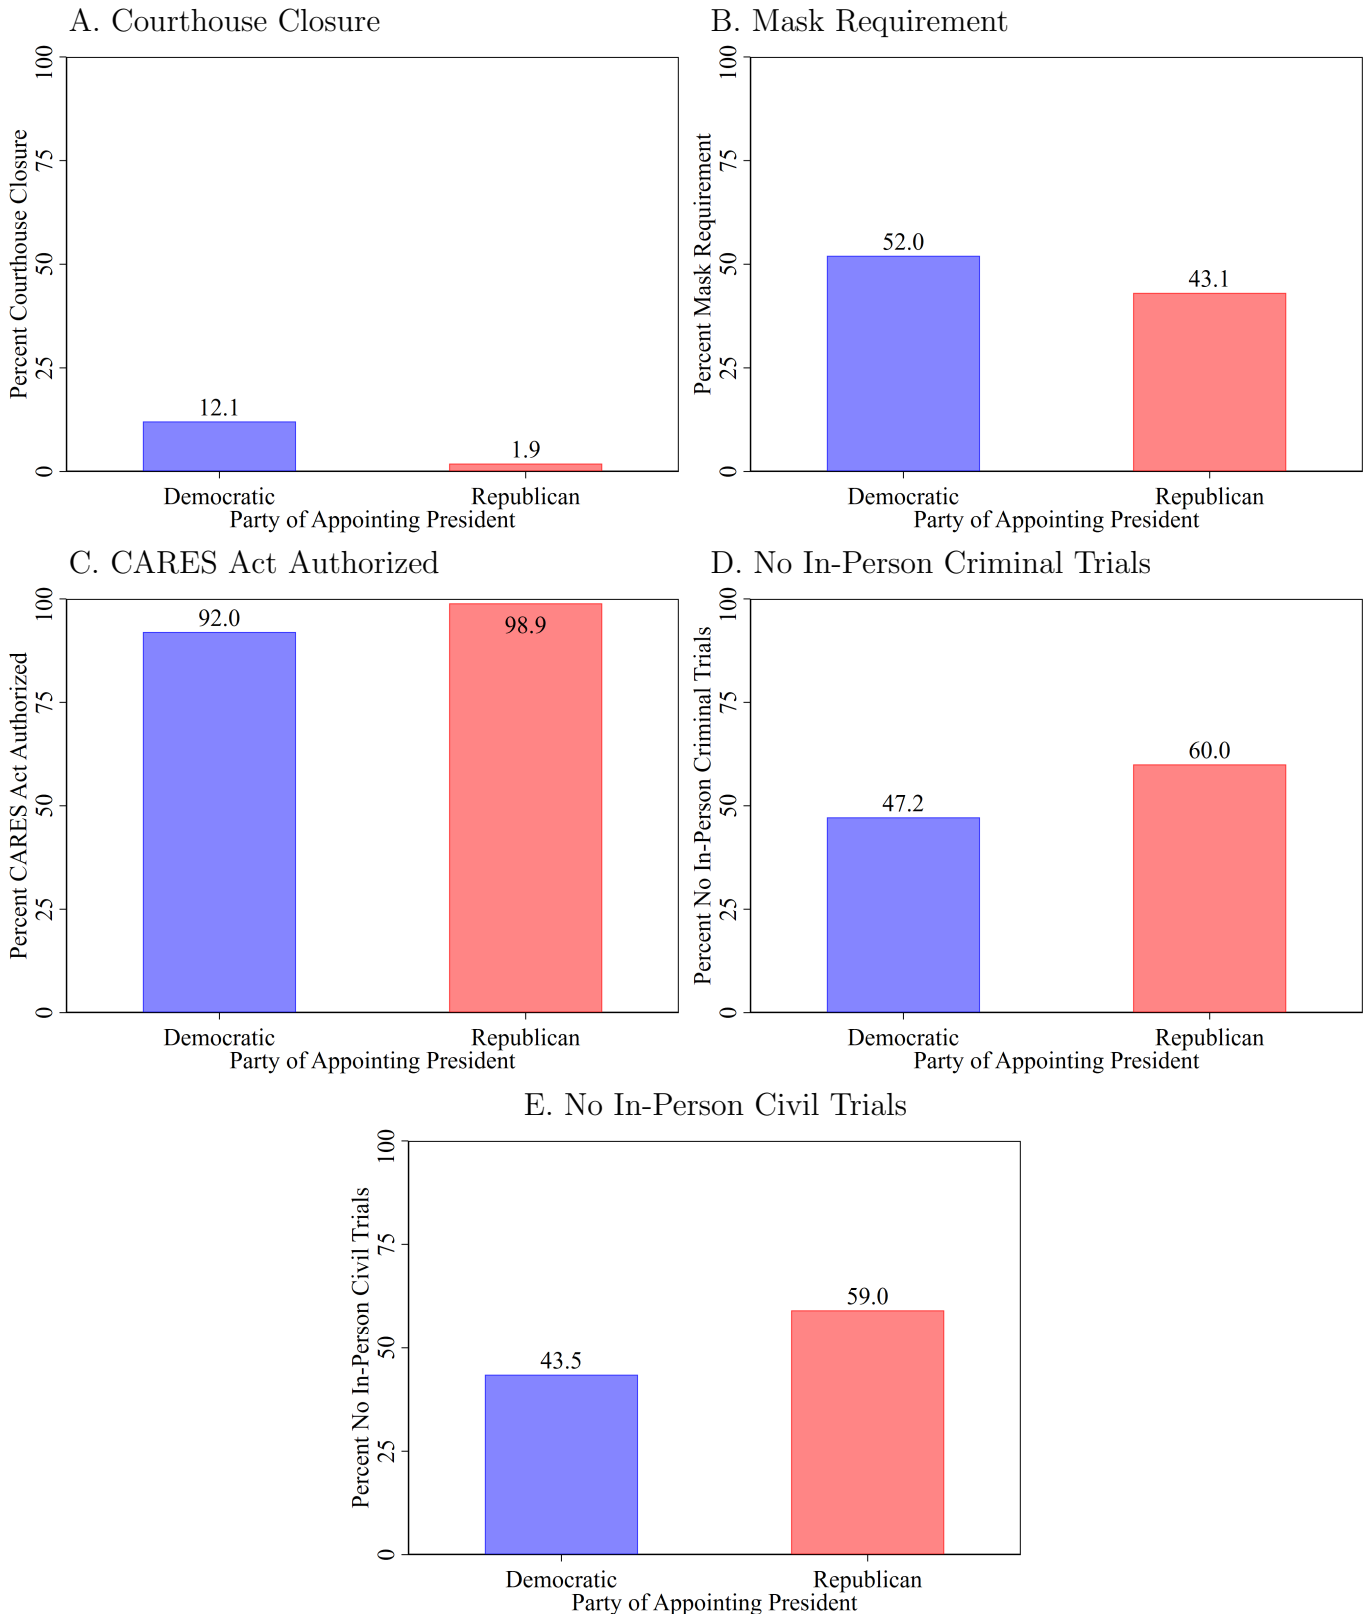 A. Courthouse Closure
Percent Courthouse Closure
100
75
50
25
0
12.1
1.9
Democratic
Republican
Party of Appointing President
B. Mask Requirement
Percent Mask Requirement
100
75
50
25
0
52.0
43.1
Democratic
Republican
Party of Appointing President
C. CARES Act Authorized
Percent CARES Act Authorized
100
75
50
25
0
92.0
98.9
Democratic
Republican
Party of Appointing President
D. No In-Person Criminal Trials
Percent No In-Person Criminal Trials
100
75
50
25
0
47.2
60.0
Democratic
Republican
Party of Appointing President
E. No In-Person Civil Trials
Percent No In-Person Civil Trials
100
75
50
25
0
43.5
59.0
Democratic
Republican
Party of Appointing President